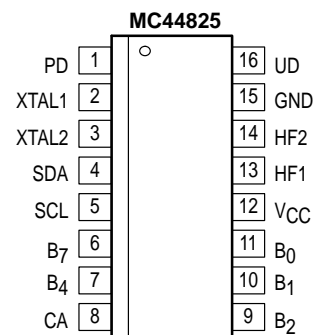 MC44825
PD 1 16 UD
XTAL1 2 15 GND
XTAL2 3 14 HF2
SDA 4 13 HF1
SCL 5 12 VCC
B7 6 11 B0
B4 7 10 B1
CA 8 9 B2